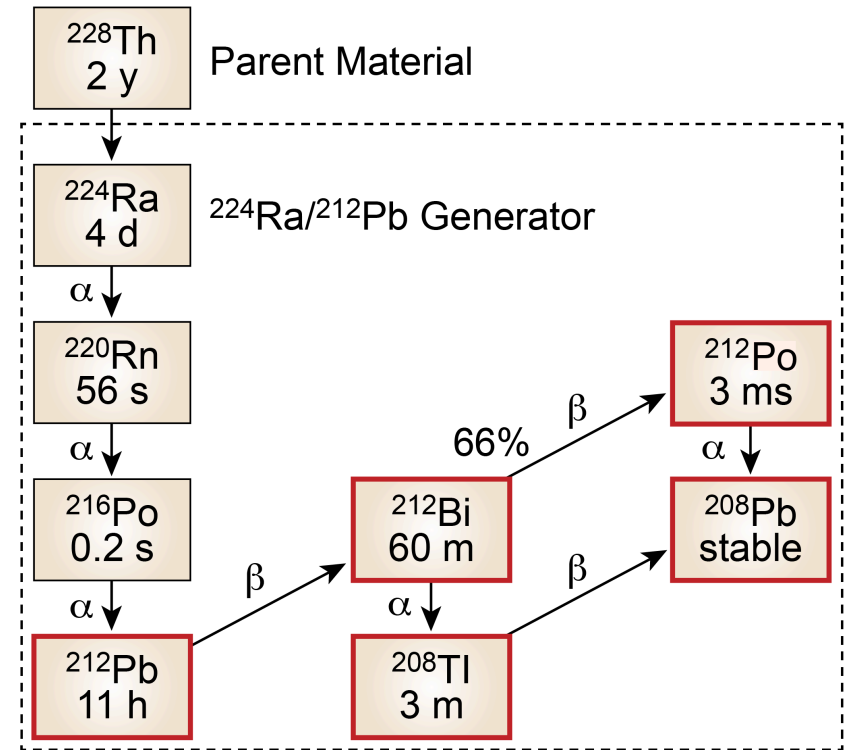 ²²⁸Th
2 y
Parent Material
²²⁴Ra
4 d
²²⁴Ra/²¹²Pb Generator
α
²²⁰Rn
56 s
α
²¹⁶Po
0.2 s
α
²¹²Pb
11 h
β
²¹²Bi
60 m
α
²⁰⁸Tl
3 m
66%
β
β
²¹²Po
3 ms
α
²⁰⁸Pb
stable